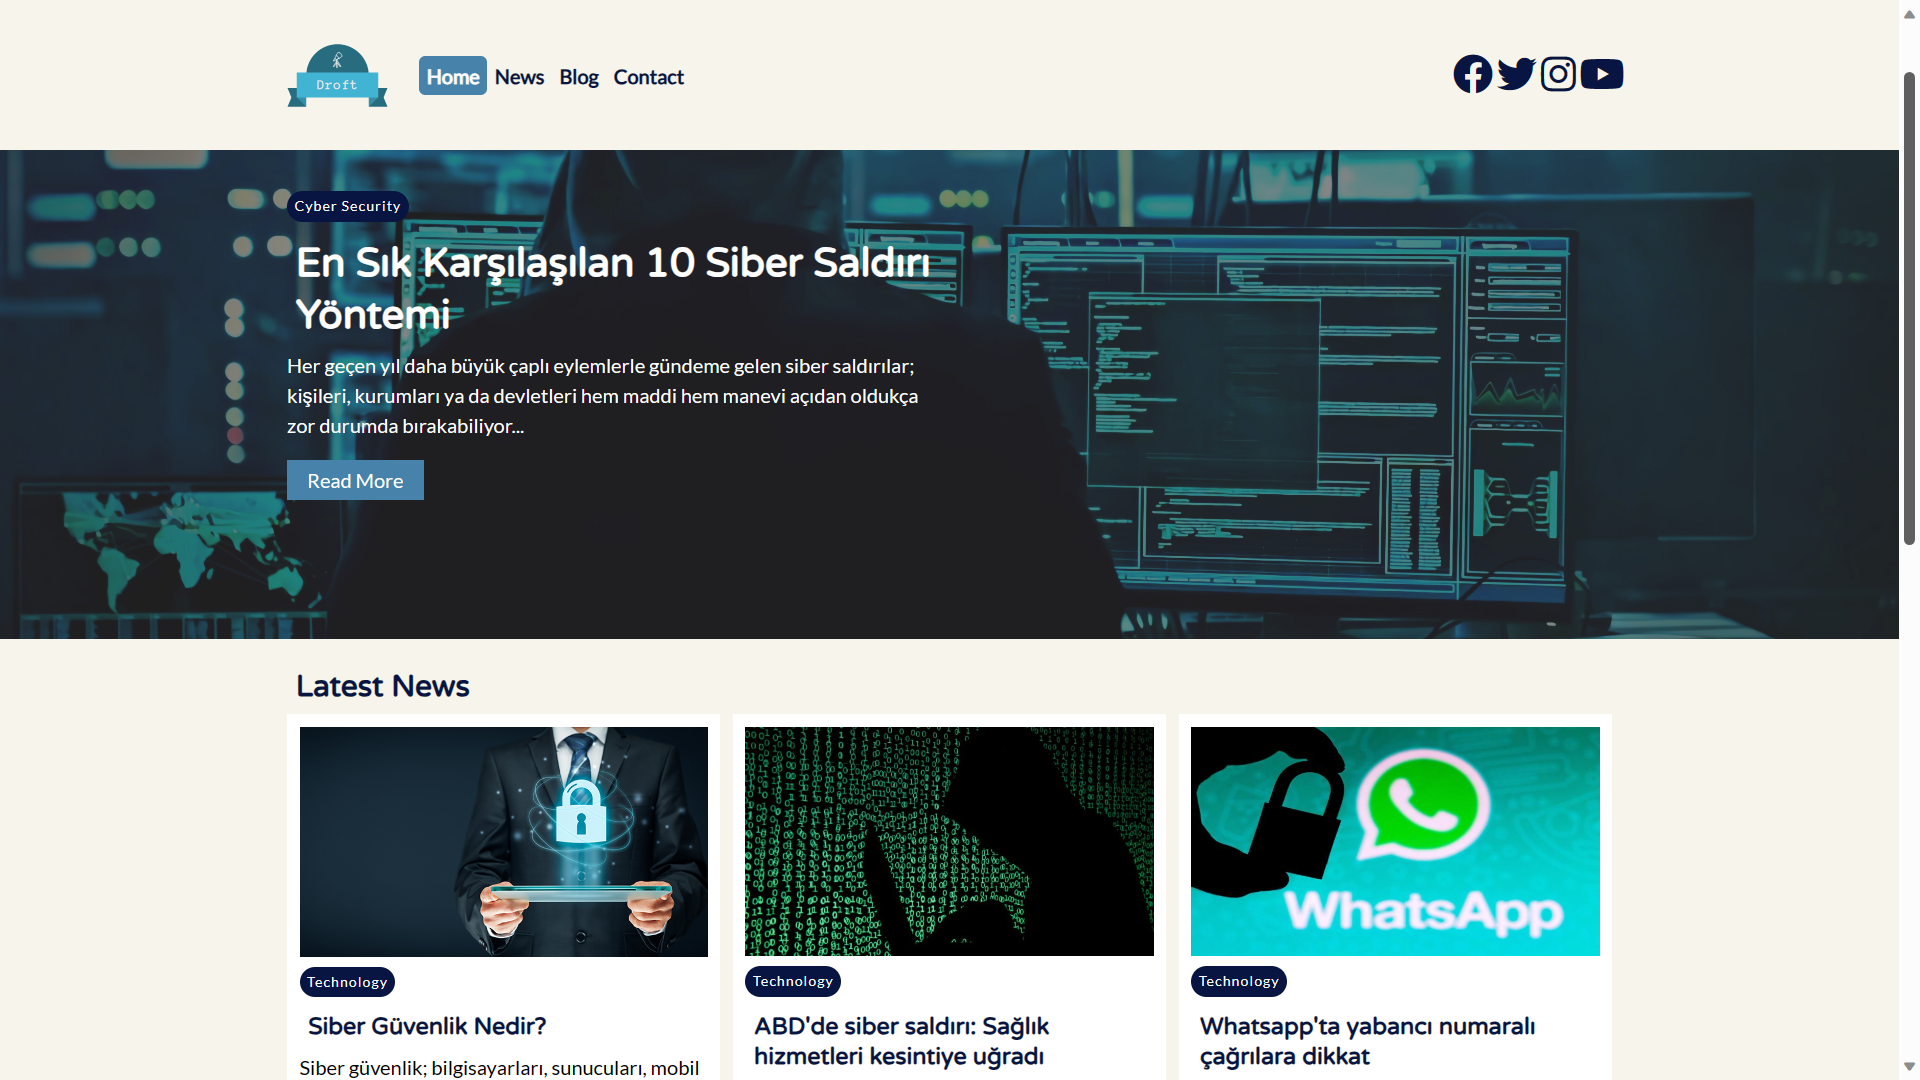 Droft
Home
News
Blog
Contact
Cyber Security
En Sık Karşılaşılan 10 Siber Saldırı
Yöntemi
Her geçen yıl daha büyük çaplı eylemlerle gündeme gelen siber saldırılar;
kişileri, kurumları ya da devletleri hem maddi hem manevi açıdan oldukça
zor durumda bırakabiliyor...
Read More
Latest News
Technology
Siber Güvenlik Nedir?
Siber güvenlik; bilgisayarları, sunucuları, mobil
Technology
ABD'de siber saldırı: Sağlık
hizmetleri kesintiye uğradı
WhatsApp
Technology
Whatsapp'ta yabancı numaralı
çağrılara dikkat